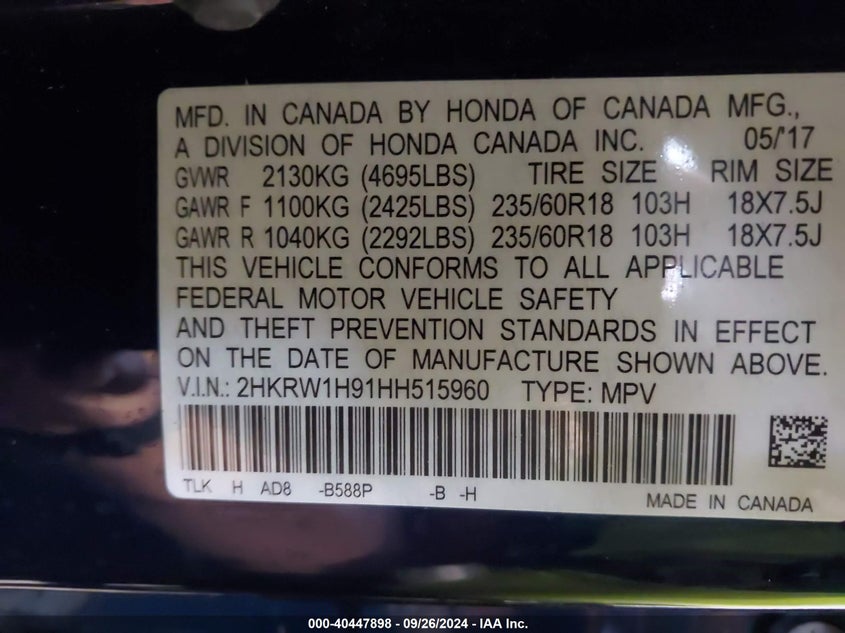 MFD. IN CANADA BY HONDA OF CANADA MFG.,
A DIVISION OF HONDA CANADA INC. 05/'17
GVWR 2130KG (4695LBS) TIRE SIZE RIM SIZE
GAWR F 1100KG (2425LBS) 235/60R18 103H 18X7.5J
GAWR R 1040KG (2292LBS) 235/60R18 103H 18X7.5J
THIS VEHICLE CONFORMS TO ALL APPLICABLE
FEDERAL MOTOR VEHICLE SAFETY
AND THEFT PREVENTION STANDARDS IN EFFECT
ON THE DATE OF MANUFACTURE SHOWN ABOVE.
V.I.N.: 2HKRW1H91HH515960 TYPE: MPV
TLK H AD8 -B588P -B -H
MADE IN CANADA
000-40447898 - 09/26/2024 - IAA Inc.